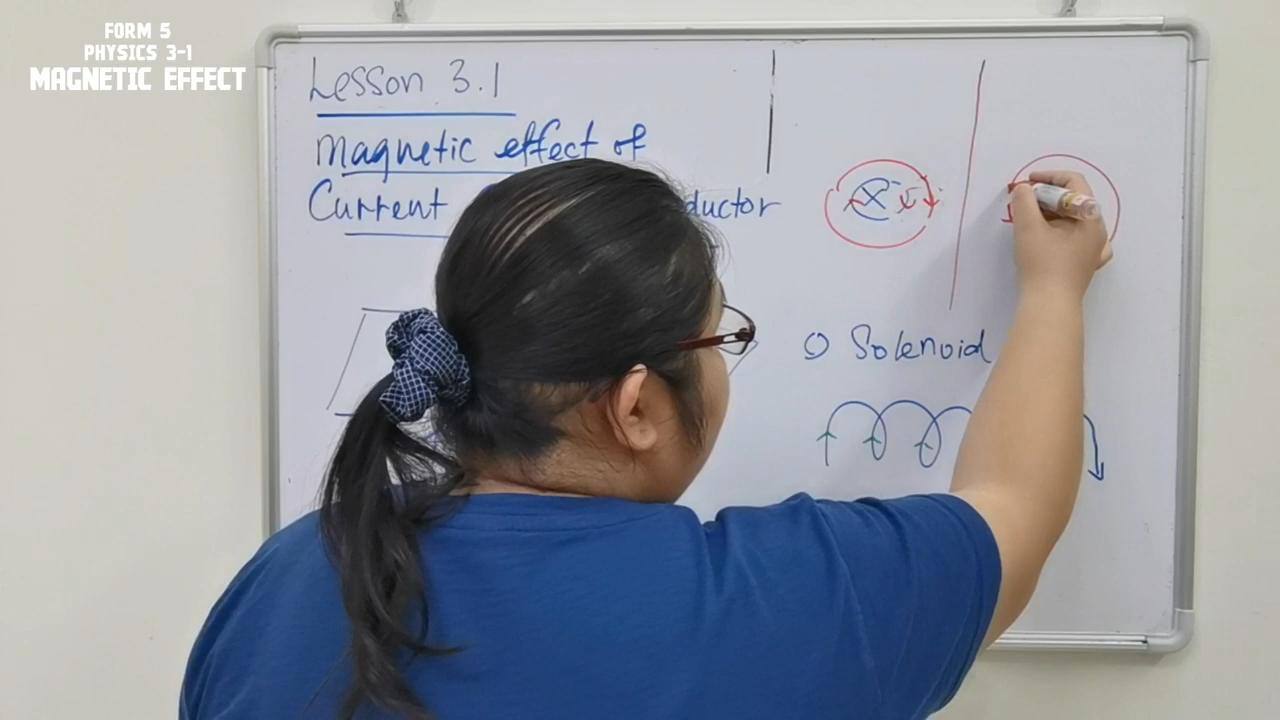 FORM 5
PHYSICS 3-1
MAGNETIC EFFECT
Lesson 3.1
Magnetic effect of
Current ductor
Solenoid